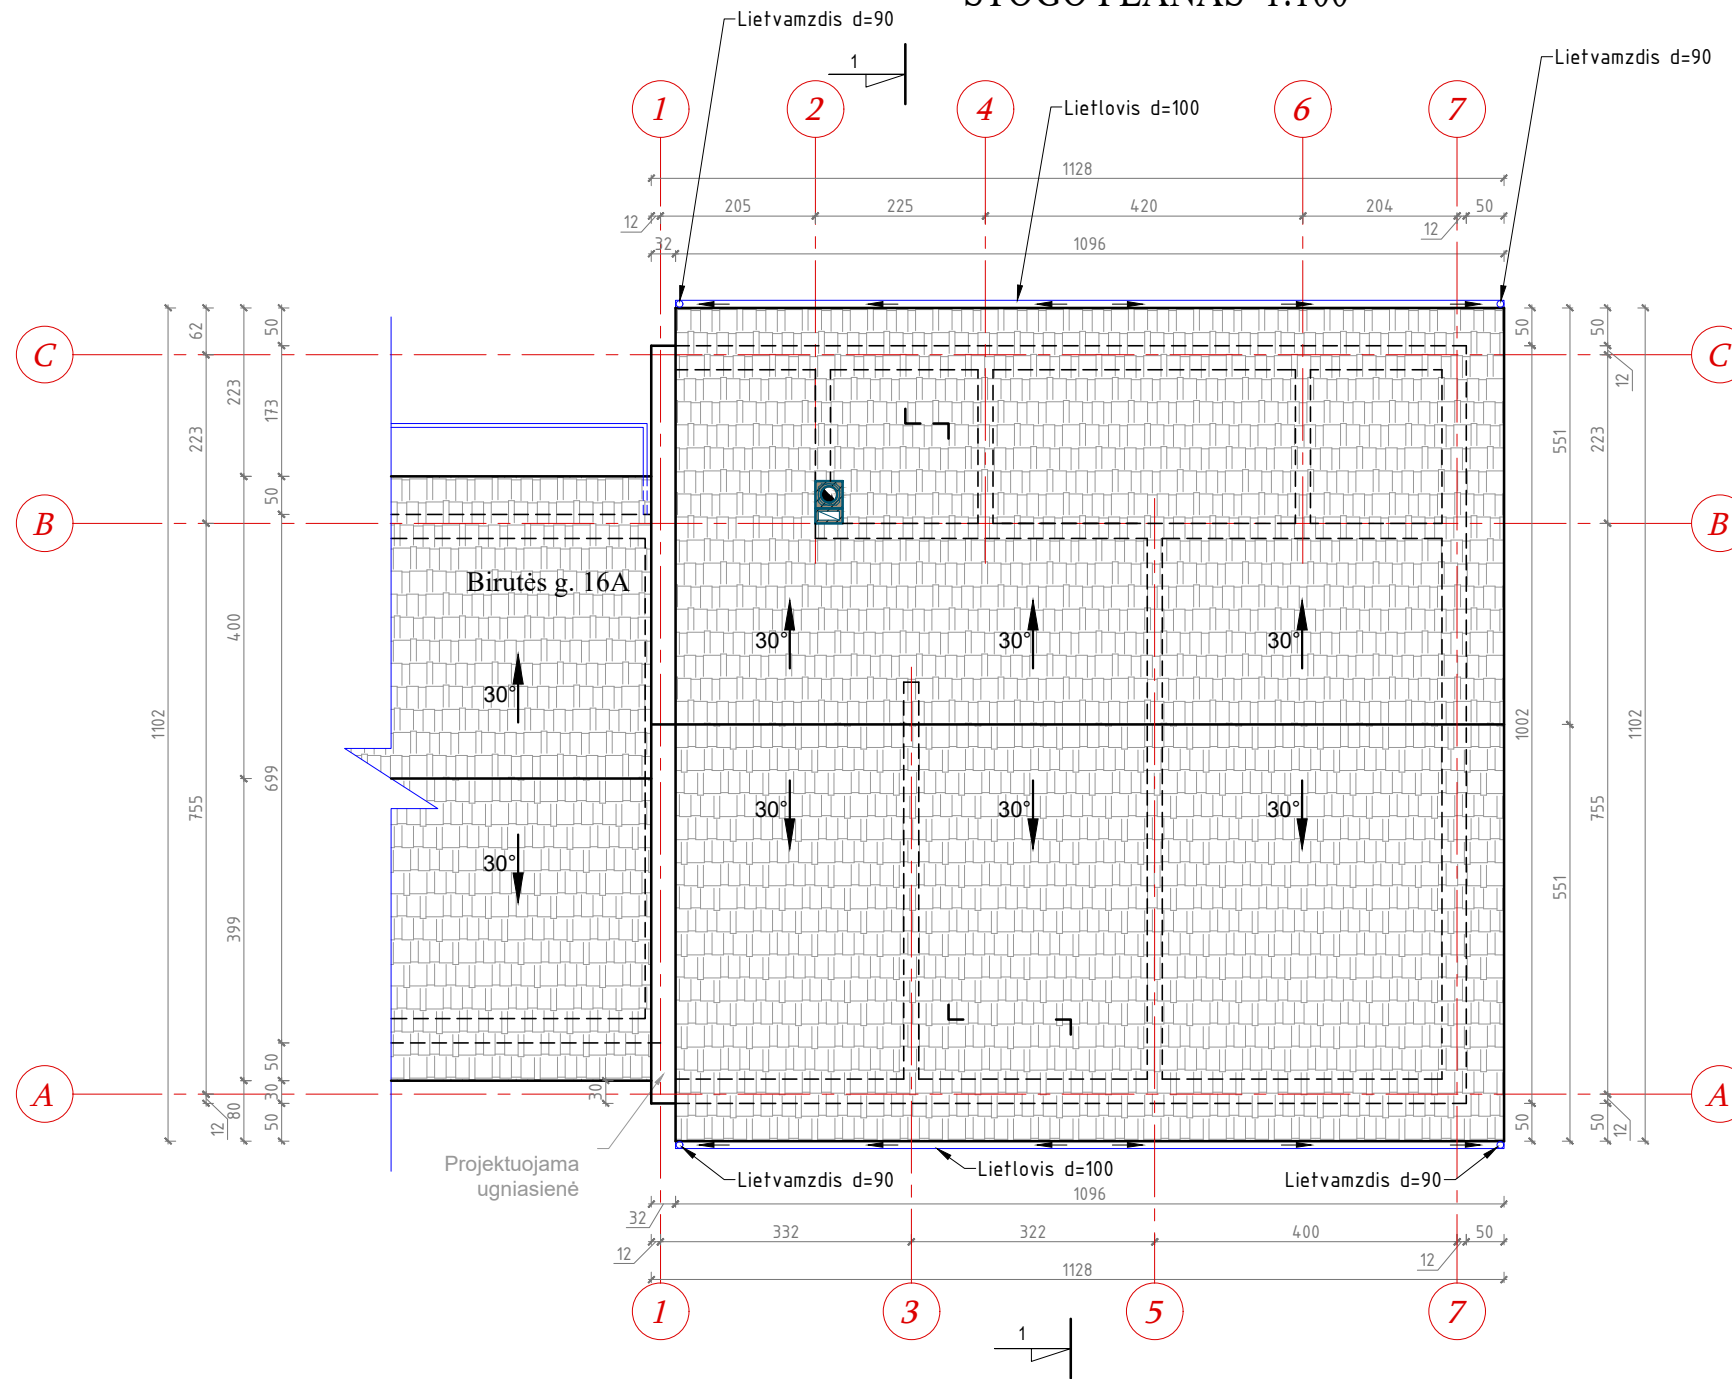 STOGO PLANAS 1:100
Lietvamzdis d=90
Lietvamzdis d=90
1
1 2 4 6 7
Lietlovis d=100
1128
205 225 420 204 50
12 12
32 1096
C C
B B
A A
62 223 755 12
1102
223 400 399 80
50 173 50 699 50 30 50
30
50 1002 50
551 551
50 12 223 755 50 12
1102
Birutės g. 16A
30° 30° 30°
30°
30° 30° 30°
30°
Projektuojama
ugniasienė
Lietvamzdis d=90
Lietlovis d=100
Lietvamzdis d=90
1096
32
332 322 400 50
12 12
1128
1 3 5 7
1